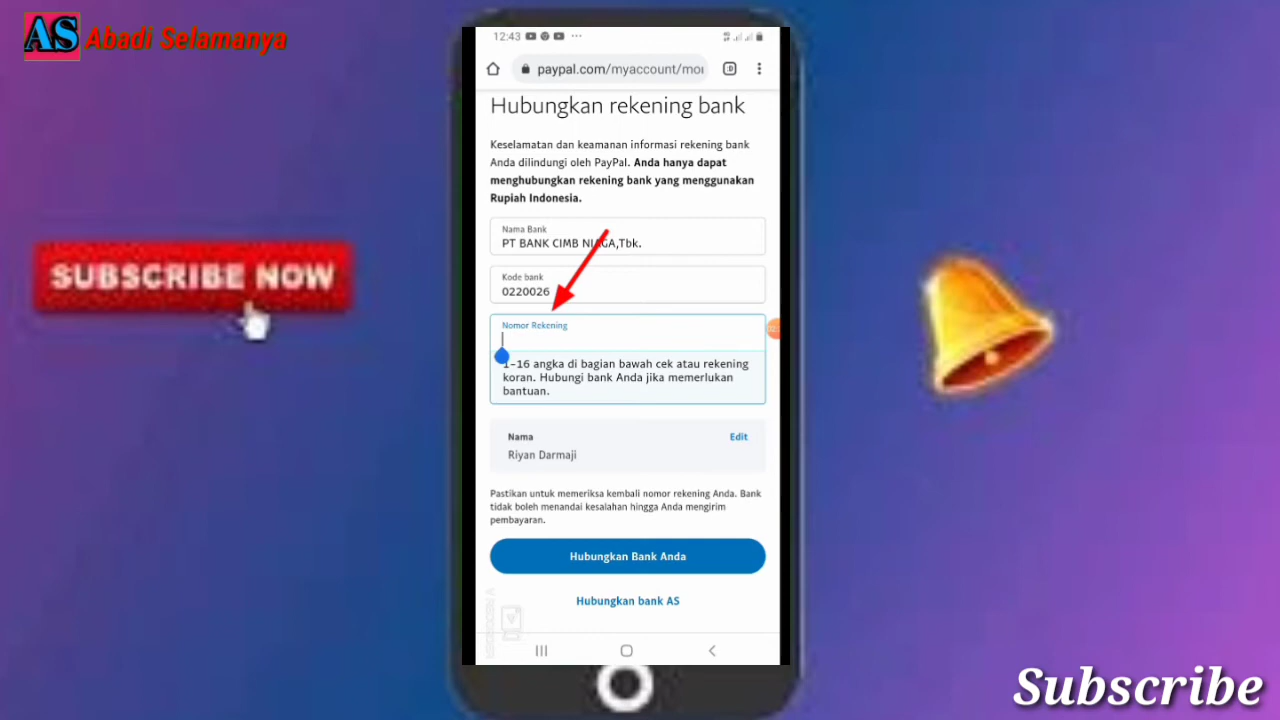 AS Abadi Selamanya
12:43
paypal.com/myaccount/mo
Hubungkan rekening bank
Keselamatan dan keamanan informasi rekening bank
Anda dilindungi oleh PayPal. Anda hanya dapat
menghubungkan rekening bank yang menggunakan
Rupiah Indonesia.
Nama Bank
PT BANK CIMB NIAGA,Tbk.
Kode bank
0220026
Nomor Rekening
1-16 angka di bagian bawah cek atau rekening
koran. Hubungi bank Anda jika memerlukan
bantuan.
Nama
Edit
Riyan Darmaji
Pastikan untuk memeriksa kembali nomor rekening Anda. Bank
tidak boleh menandai kesalahan hingga Anda mengirim
pembayaran.
Hubungkan Bank Anda
Hubungkan bank AS
V RECORDER
SUBSCRIBE NOW
Subscribe